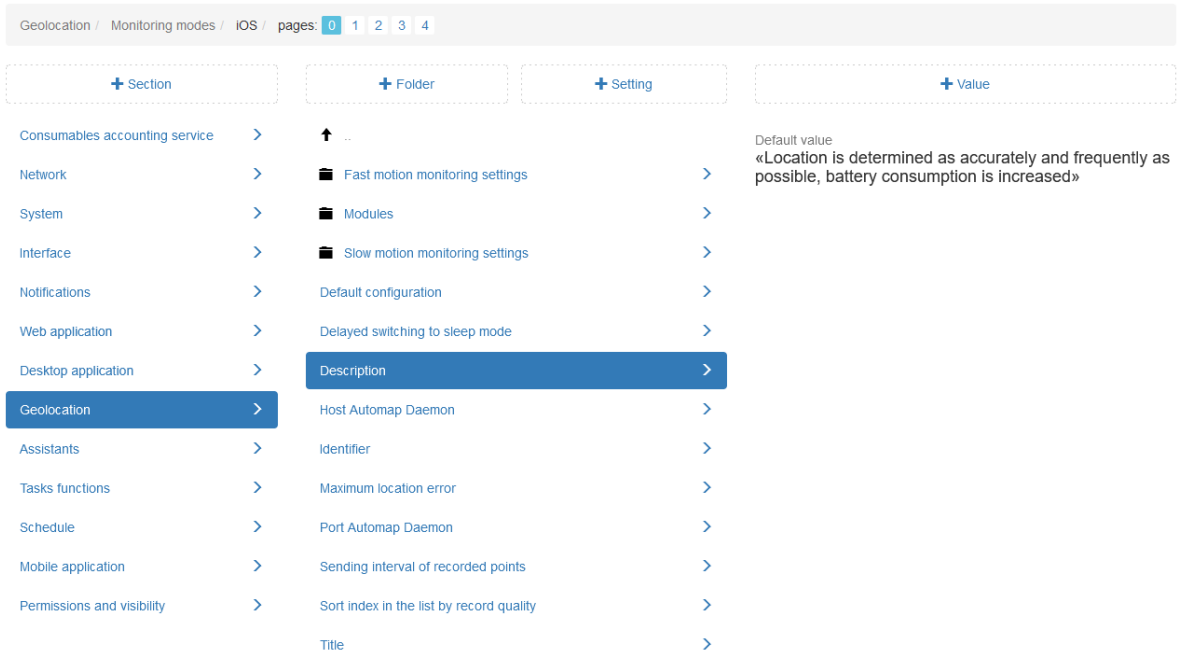 Geolocation / Monitoring modes / iOS / pages: 0 1 2 3 4
+ Section
+ Folder
+ Setting
+ Value
Consumables accounting service
Network
System
Interface
Notifications
Web application
Desktop application
Geolocation
Assistants
Tasks functions
Schedule
Mobile application
Permissions and visibility
..
Fast motion monitoring settings
Modules
Slow motion monitoring settings
Default configuration
Delayed switching to sleep mode
Description
Host Automap Daemon
Identifier
Maximum location error
Port Automap Daemon
Sending interval of recorded points
Sort index in the list by record quality
Title
Default value
«Location is determined as accurately and frequently as
possible, battery consumption is increased»